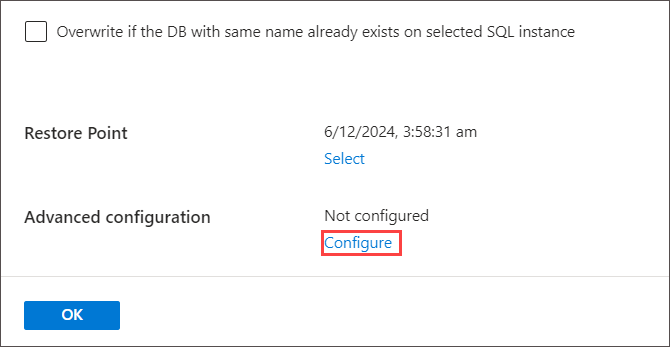 Overwrite if the DB with same name already exists on selected SQL instance
Restore Point
6/12/2024, 3:58:31 am
Select
Advanced configuration
Not configured
Configure
OK